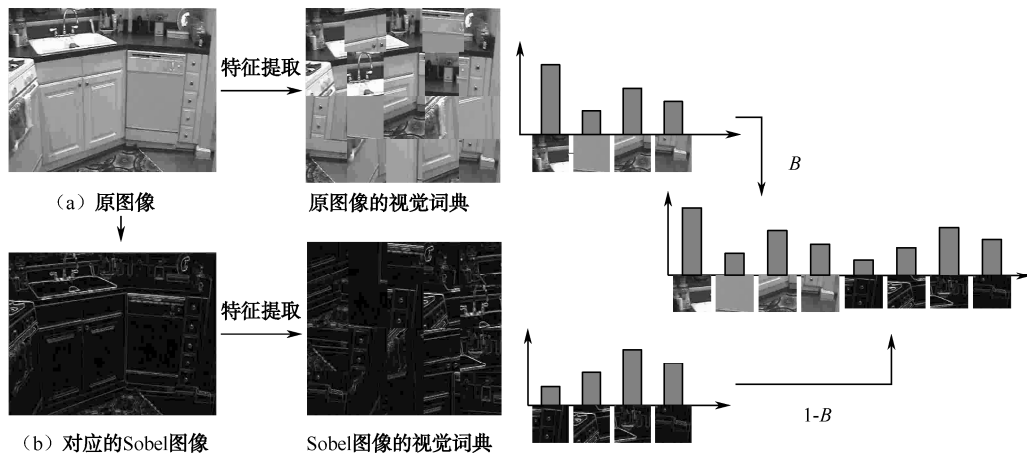 特征提取
（a）原图像
原图像的视觉词典
B
特征提取
（b）对应的Sobel图像
Sobel图像的视觉词典
1-B